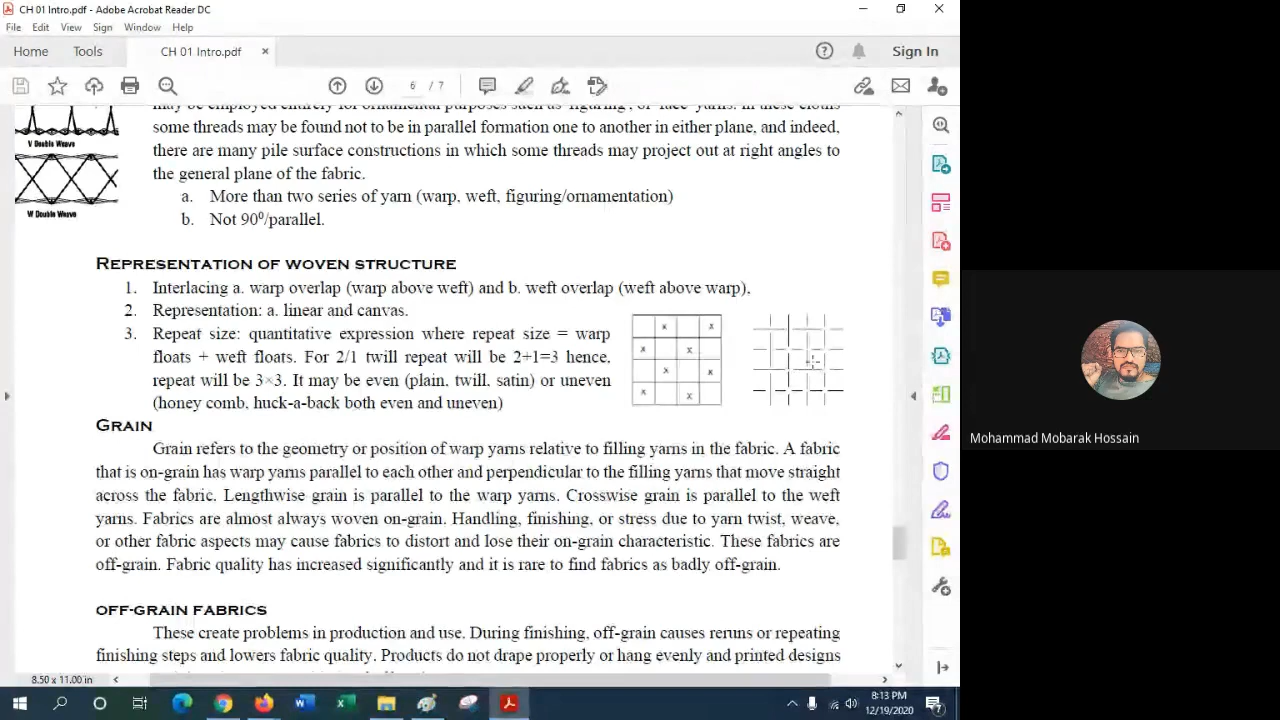 CH 01 Intro.pdf - Adobe Acrobat Reader DC
File Edit View Sign Window Help
Home Tools CH 01 Intro.pdf × Sign In
6 / 7
may be employed entirely for ornamental purposes such as 'figuring', or 'face' yarns. In these cloths
some threads may be found not to be in parallel formation one to another in either plane, and indeed,
there are many pile surface constructions in which some threads may project out at right angles to
the general plane of the fabric.
V Double Weave
W Double Weave
a. More than two series of yarn (warp, weft, figuring/ornamentation)
b. Not 90⁰/parallel.
REPRESENTATION OF WOVEN STRUCTURE
1. Interlacing a. warp overlap (warp above weft) and b. weft overlap (weft above warp),
2. Representation: a. linear and canvas.
3. Repeat size: quantitative expression where repeat size = warp
floats + weft floats. For 2/1 twill repeat will be 2+1=3 hence,
repeat will be 3×3. It may be even (plain, twill, satin) or uneven
(honey comb, huck-a-back both even and uneven)
x x
x x
x x
x x
GRAIN
Grain refers to the geometry or position of warp yarns relative to filling yarns in the fabric. A fabric
that is on-grain has warp yarns parallel to each other and perpendicular to the filling yarns that move straight
across the fabric. Lengthwise grain is parallel to the warp yarns. Crosswise grain is parallel to the weft
yarns. Fabrics are almost always woven on-grain. Handling, finishing, or stress due to yarn twist, weave,
or other fabric aspects may cause fabrics to distort and lose their on-grain characteristic. These fabrics are
off-grain. Fabric quality has increased significantly and it is rare to find fabrics as badly off-grain.
OFF-GRAIN FABRICS
These create problems in production and use. During finishing, off-grain causes reruns or repeating
finishing steps and lowers fabric quality. Products do not drape properly or hang evenly and printed designs
8.50 x 11.00 in
Mohammad Mobarak Hossain
8:13 PM
12/19/2020